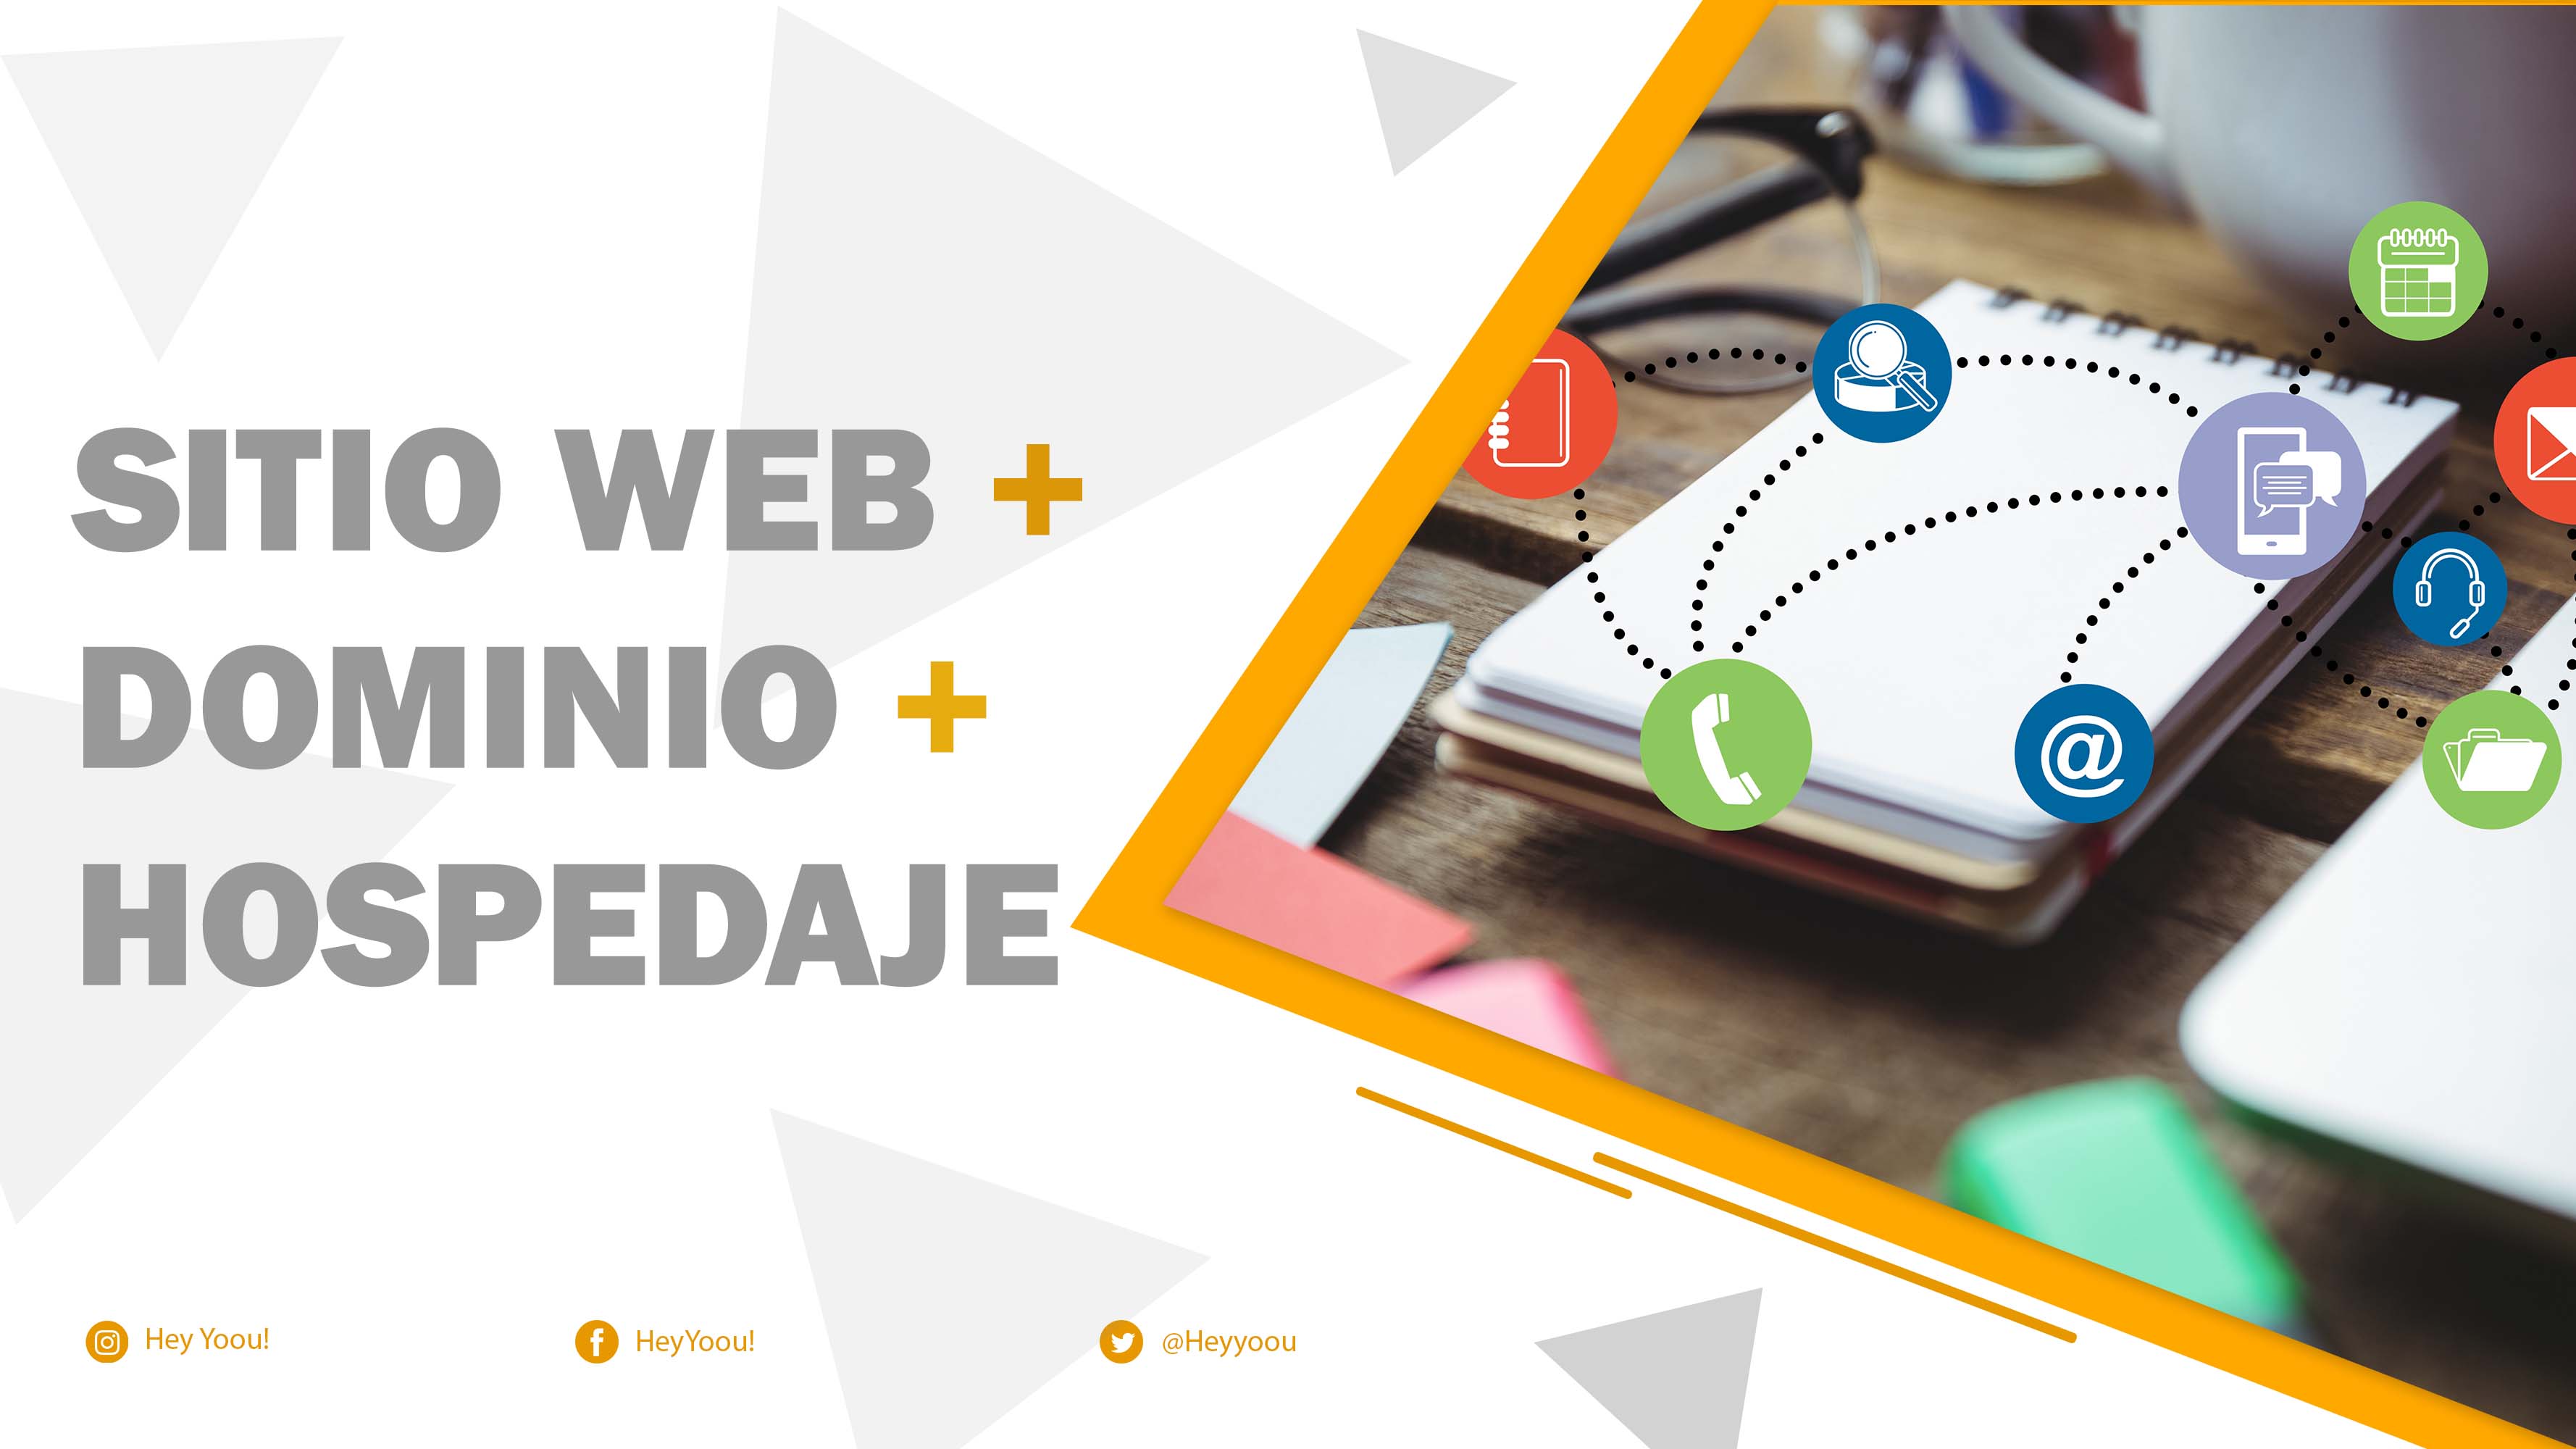 SITIO WEB +
DOMINIO +
HOSPEDAJE
@
Hey Yoou!
HeyYoou!
@Heyyoou